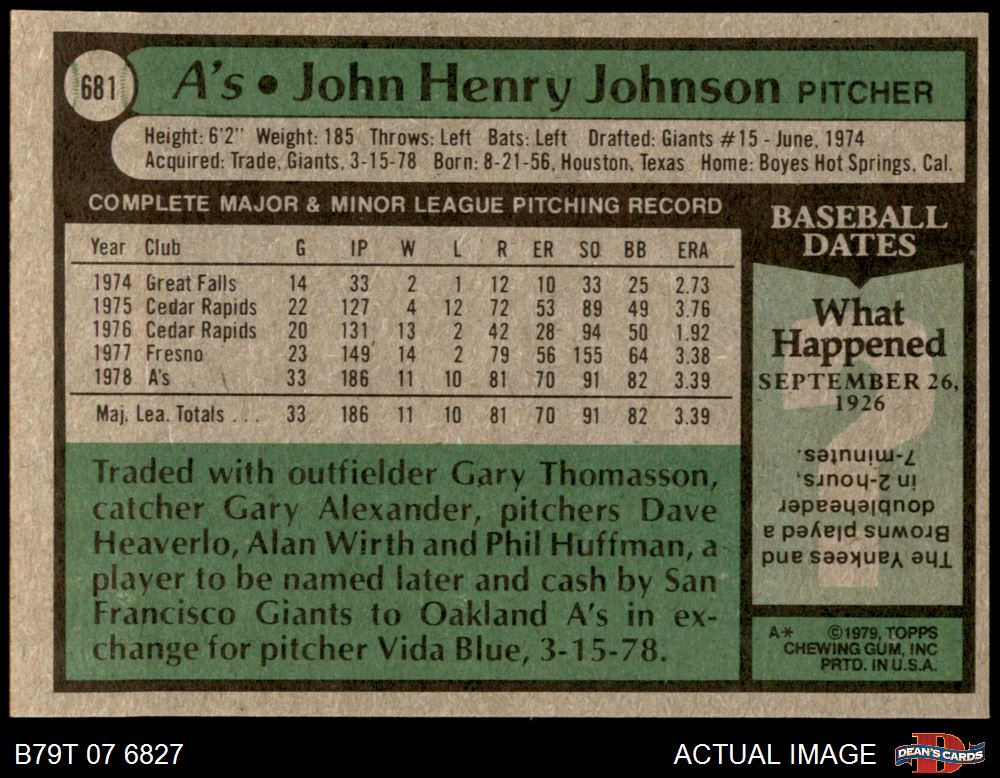 681
A's • John Henry Johnson PITCHER
Height: 6'2" Weight: 185 Throws: Left Bats: Left Drafted: Giants #15 - June, 1974
Acquired: Trade, Giants, 3-15-78 Born: 8-21-56, Houston, Texas Home: Boyes Hot Springs, Cal.
COMPLETE MAJOR & MINOR LEAGUE PITCHING RECORD
Year Club G IP W L R ER SO BB ERA
1974 Great Falls 14 33 2 1 12 10 33 25 2.73
1975 Cedar Rapids 22 127 4 12 72 53 89 49 3.76
1976 Cedar Rapids 20 131 13 2 42 28 94 50 1.92
1977 Fresno 23 149 14 2 79 56 155 64 3.38
1978 A's 33 186 11 10 81 70 91 82 3.39
Maj. Lea. Totals ... 33 186 11 10 81 70 91 82 3.39
Traded with outfielder Gary Thomasson,
catcher Gary Alexander, pitchers Dave
Heaverlo, Alan Wirth and Phil Huffman, a
player to be named later and cash by San
Francisco Giants to Oakland A's in ex-
change for pitcher Vida Blue, 3-15-78.
BASEBALL
DATES
What
Happened
SEPTEMBER 26,
1926
The Yankees and
Browns played a
doubleheader
in 2-hours,
7-minutes.
A* ©1979, TOPPS
CHEWING GUM, INC
PRTD. IN U.S.A.
B79T 07 6827
ACTUAL IMAGE
DEAN'S CARDS